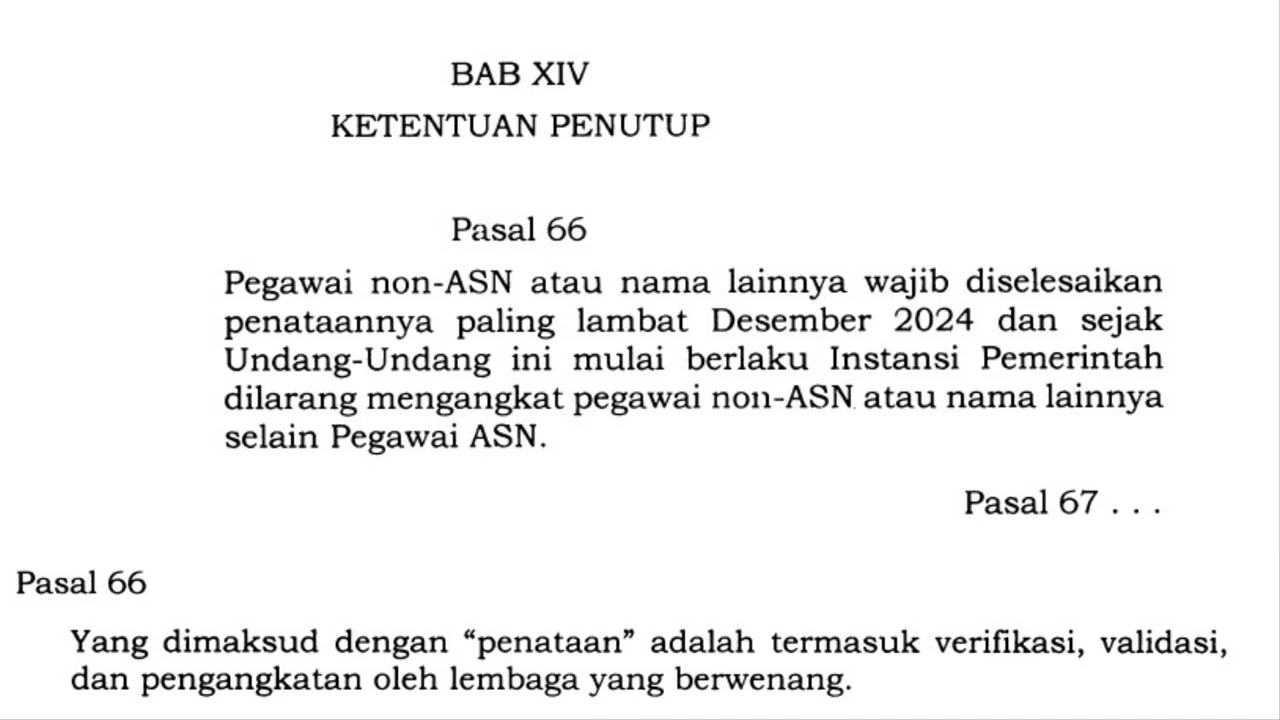 BAB XIV
KETENTUAN PENUTUP
Pasal 66
Pegawai non-ASN atau nama lainnya wajib diselesaikan
penataannya paling lambat Desember 2024 dan sejak
Undang-Undang ini mulai berlaku Instansi Pemerintah
dilarang mengangkat pegawai non-ASN atau nama lainnya
selain Pegawai ASN.
Pasal 67 . . .
Pasal 66
Yang dimaksud dengan “penataan” adalah termasuk verifikasi, validasi,
dan pengangkatan oleh lembaga yang berwenang.